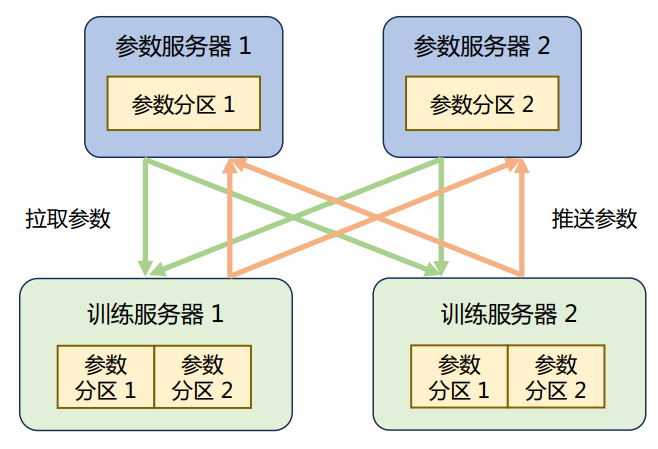 参数服务器 1
参数服务器 2
参数分区 1
参数分区 2
拉取参数
推送参数
训练服务器 1
训练服务器 2
参数
分区 1
参数
分区 2
参数
分区 1
参数
分区 2